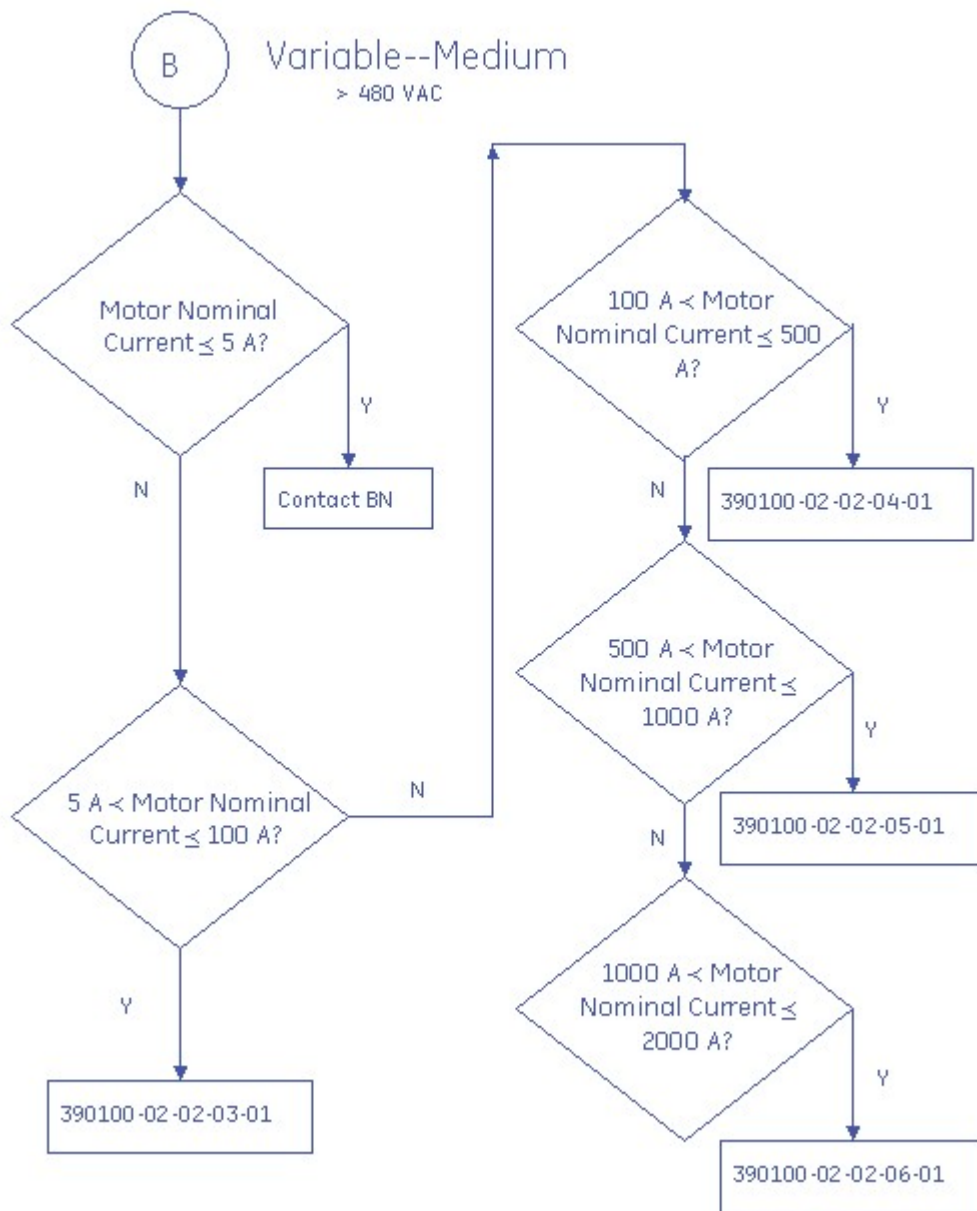 B
Variable--Medium
> 480 VAC
Motor Nominal
Current ≤ 5 A?
Y
Contact BN
N
5 A < Motor Nominal
Current ≤ 100 A?
N
Y
390100-02-02-03-01
100 A < Motor
Nominal Current ≤ 500
A?
Y
390100-02-02-04-01
N
500 A < Motor
Nominal Current ≤
1000 A?
Y
390100-02-02-05-01
N
1000 A < Motor
Nominal Current ≤
2000 A?
Y
390100-02-02-06-01